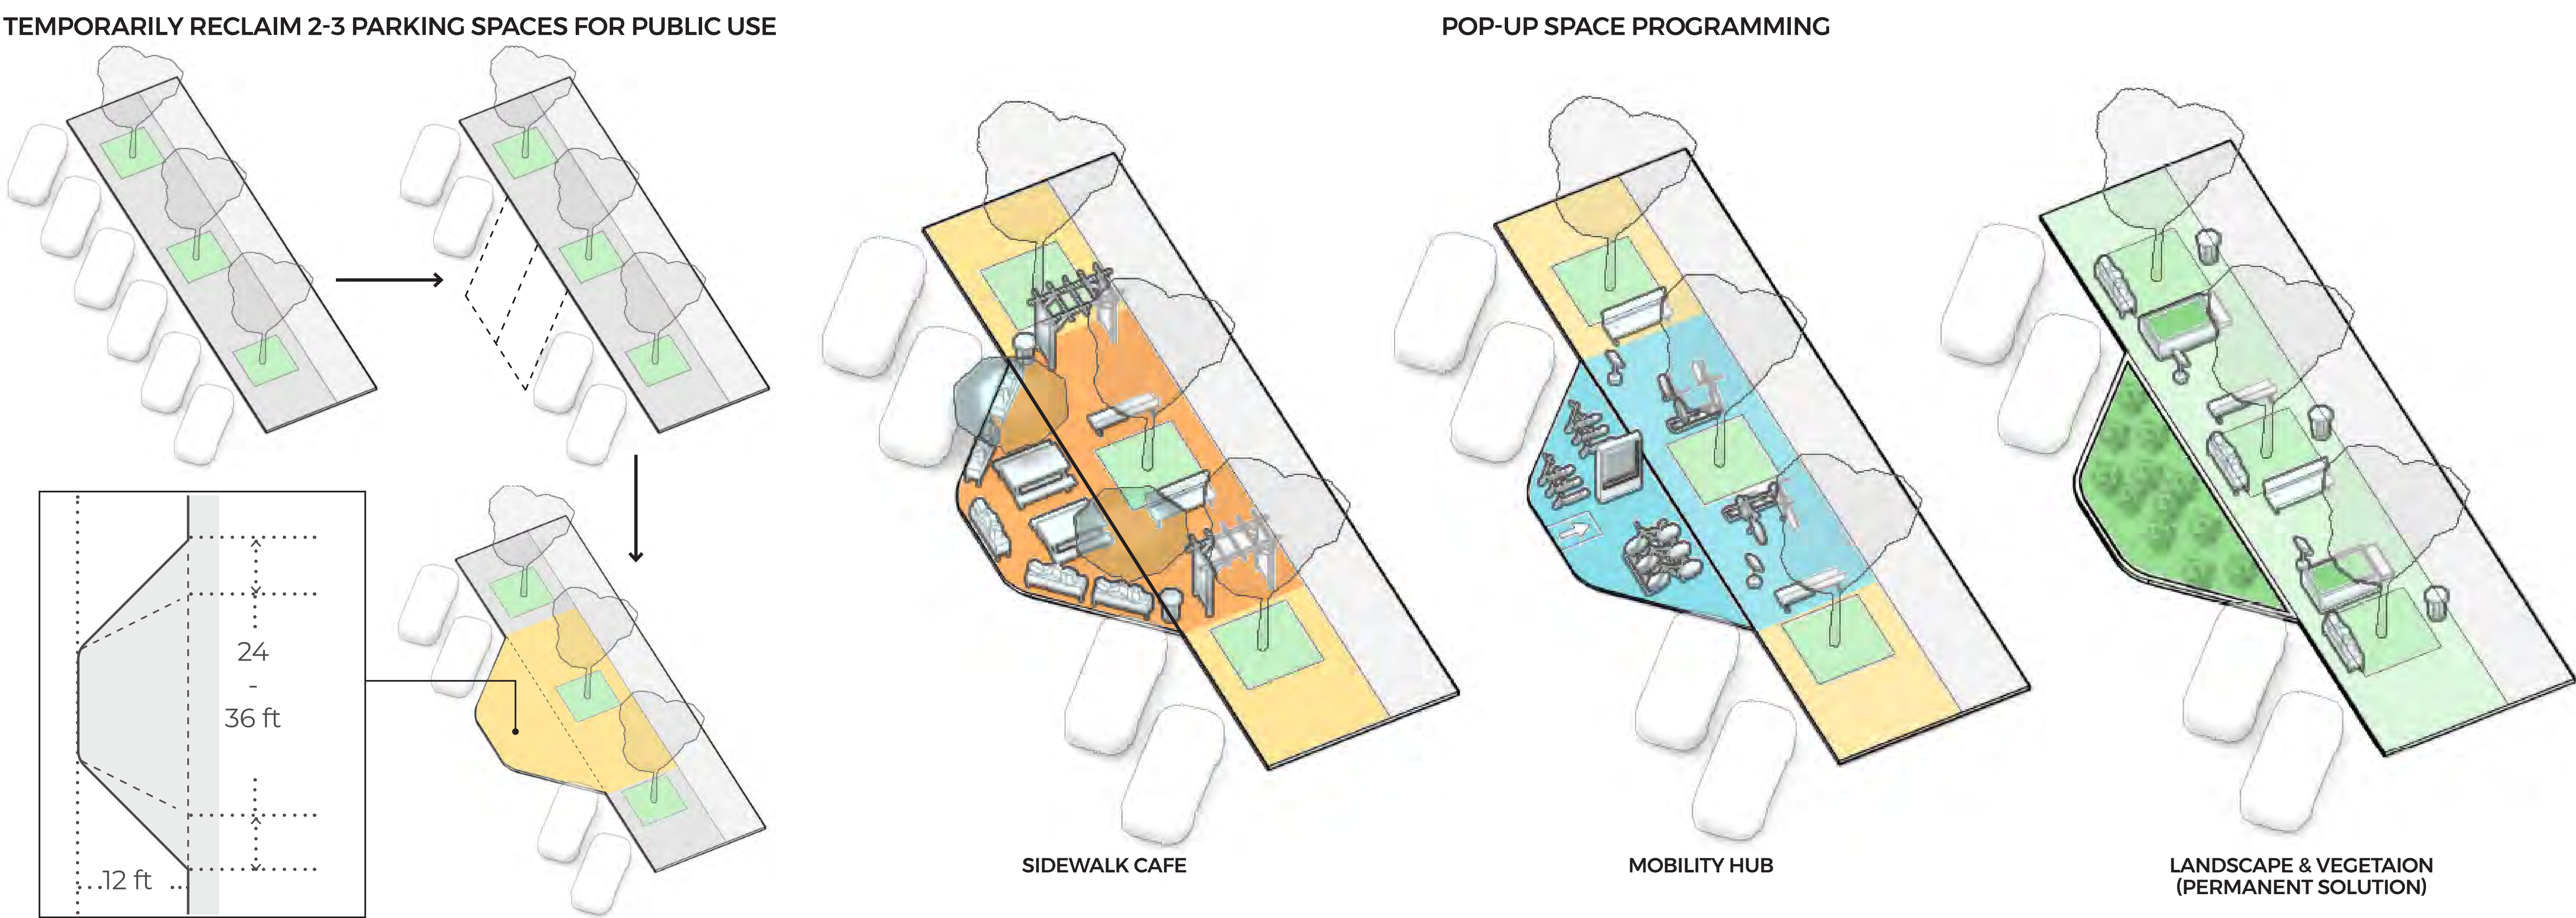 TEMPORARILY RECLAIM 2-3 PARKING SPACES FOR PUBLIC USE
POP-UP SPACE PROGRAMMING
24
-
36 ft
12 ft
SIDEWALK CAFE
MOBILITY HUB
LANDSCAPE & VEGETAION
(PERMANENT SOLUTION)